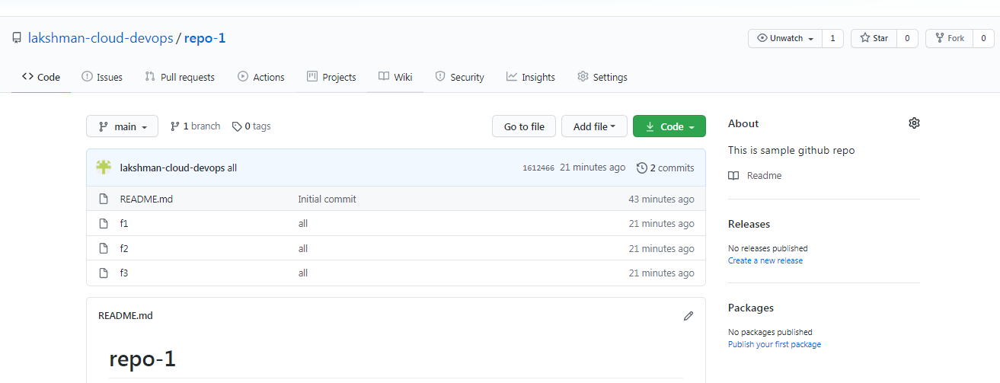 lakshman-cloud-devops / repo-1
Unwatch 1 Star 0 Fork 0
Code Issues Pull requests Actions Projects Wiki Security Insights Settings
main 1 branch 0 tags Go to file Add file Code
lakshman-cloud-devops all 1612466 21 minutes ago 2 commits
README.md Initial commit 43 minutes ago
f1 all 21 minutes ago
f2 all 21 minutes ago
f3 all 21 minutes ago
README.md
repo-1
About
This is sample github repo
Readme
Releases
No releases published
Create a new release
Packages
No packages published
Publish your first package